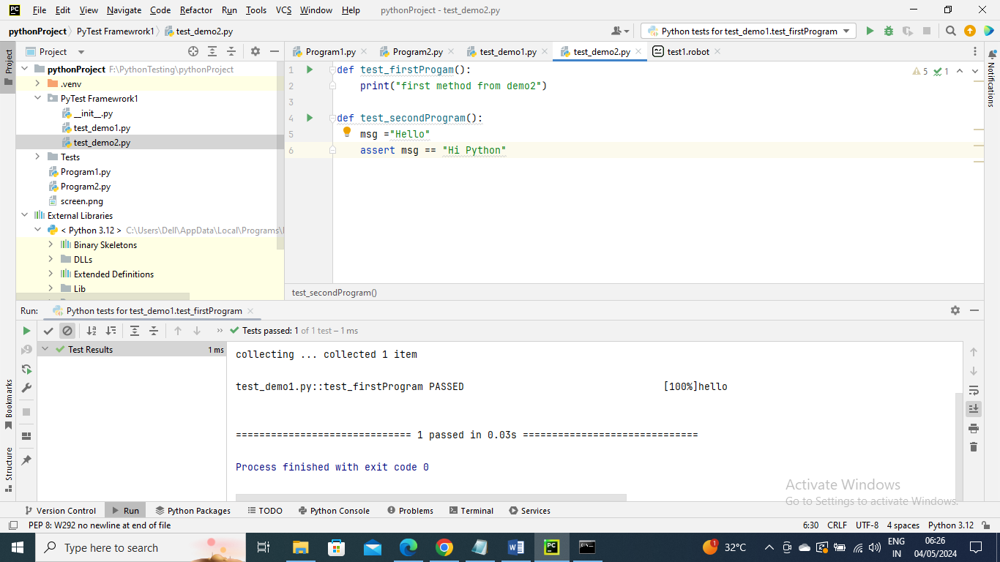 File Edit View Navigate Code Refactor Run Tools VCS Window Help pythonProject - test_demo2.py
pythonProject PyTest Framewrork1 test_demo2.py Python tests for test_demo1.test_firstProgram
Project
Project
Program1.py
Program2.py
test_demo1.py
test_demo2.py
test1.robot
Notifications
pythonProject F:\PythonTesting\pythonProject
.venv
PyTest Framewrork1
__init__.py
test_demo1.py
test_demo2.py
Tests
Program1.py
Program2.py
screen.png
External Libraries
< Python 3.12 > C:\Users\Dell\AppData\Local\Programs\
Binary Skeletons
DLLs
Extended Definitions
Lib
5 1
1 def test_firstProgam():
2 print("first method from demo2")
3
4 def test_secondProgram():
5 msg ="Hello"
6 assert msg == "Hi Python"
test_secondProgram()
Run: Python tests for test_demo1.test_firstProgram
Tests passed: 1 of 1 test – 1 ms
Test Results 1 ms
collecting ... collected 1 item
test_demo1.py::test_firstProgram PASSED [100%]hello
============================== 1 passed in 0.03s ==============================
Process finished with exit code 0
Bookmarks
Structure
Activate Windows
Go to Settings to activate Windows.
Version Control Run Python Packages TODO Python Console Problems Terminal Services
PEP 8: W292 no newline at end of file 6:30 CRLF UTF-8 4 spaces Python 3.12
Type here to search
32°C
ENG
IN
06:26
04/05/2024